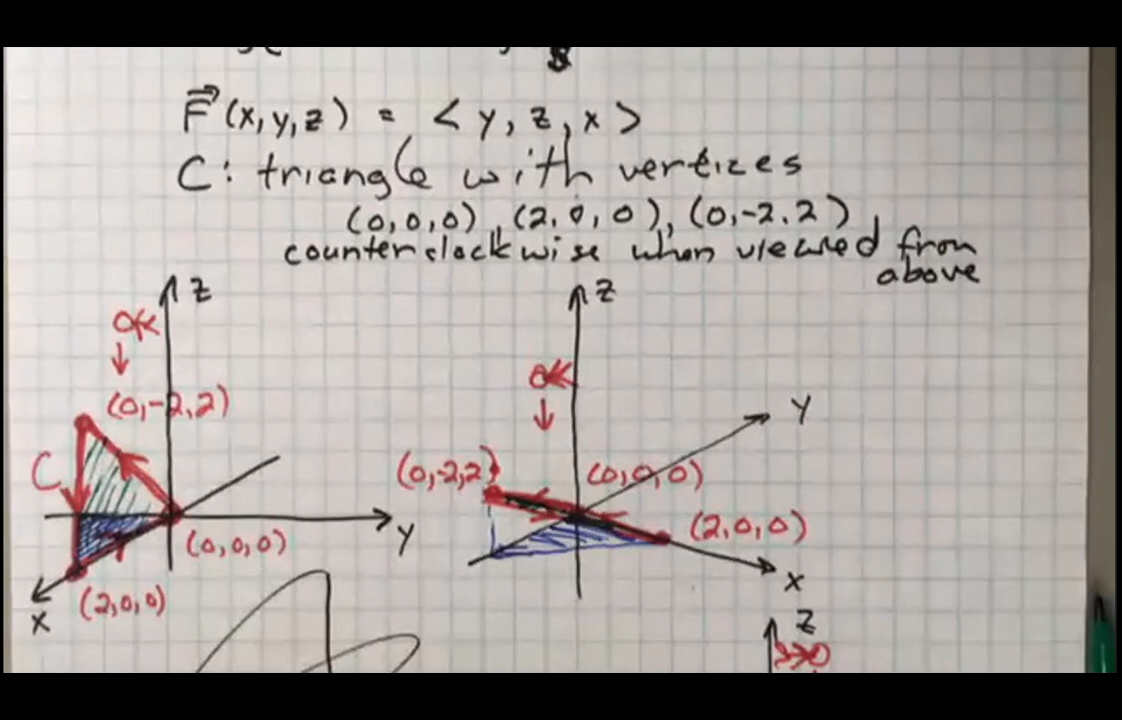 F(x,y,z) = < y, z, x >
C: triangle with vertices
(0,0,0), (2,0,0), (0,-2,2)
counterclockwise when viewed from
above
z
z
(0,-2,2)
y
C
(0,-2,2)
(0,0,0)
(2,0,0)
y
(0,0,0)
x
(2,0,0)
x
z